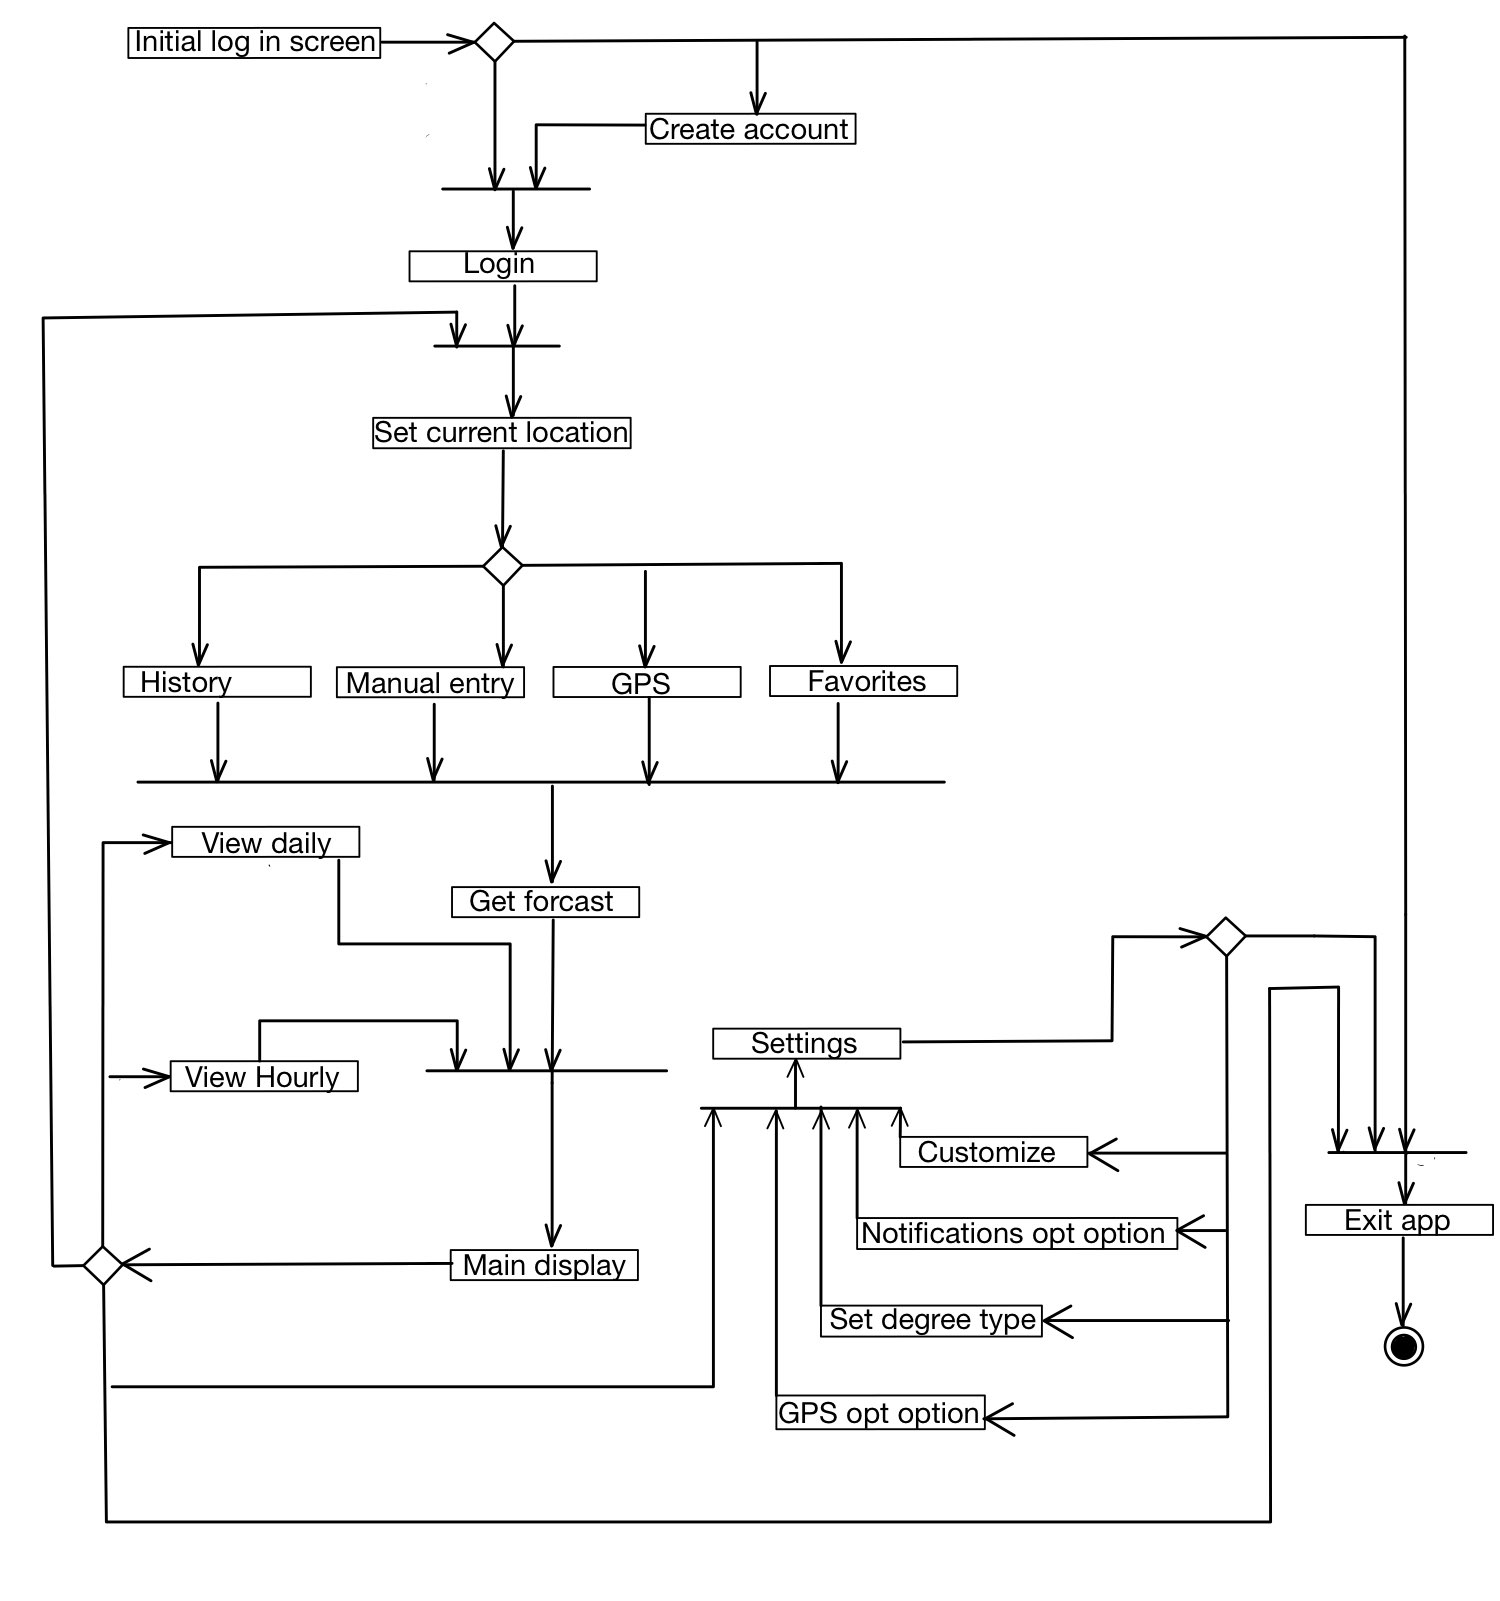 Initial log in screen
Create account
Login
Set current location
History
Manual entry
GPS
Favorites
View daily
Get forcast
Settings
View Hourly
Customize
Notifications opt option
Exit app
Main display
Set degree type
GPS opt option